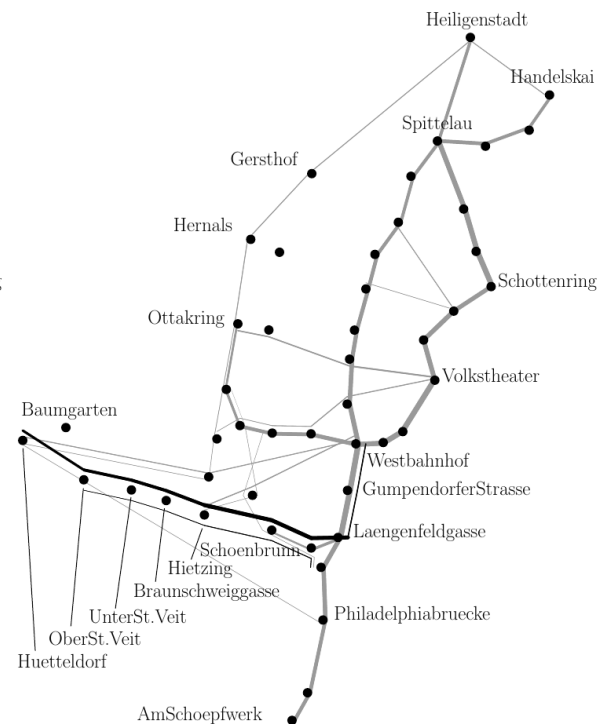 Heiligenstadt
Handelskai
Spittelau
Gersthof
Hernals
Schottenring
Ottakring
Volkstheater
Baumgarten
Westbahnhof
GumpendorferStrasse
Laengenfeldgasse
Schoenbrunn
Hietzing
Braunschweiggasse
UnterSt.Veit
Philadelphiabruecke
OberSt.Veit
Huetteldorf
AmSchoepfwerk